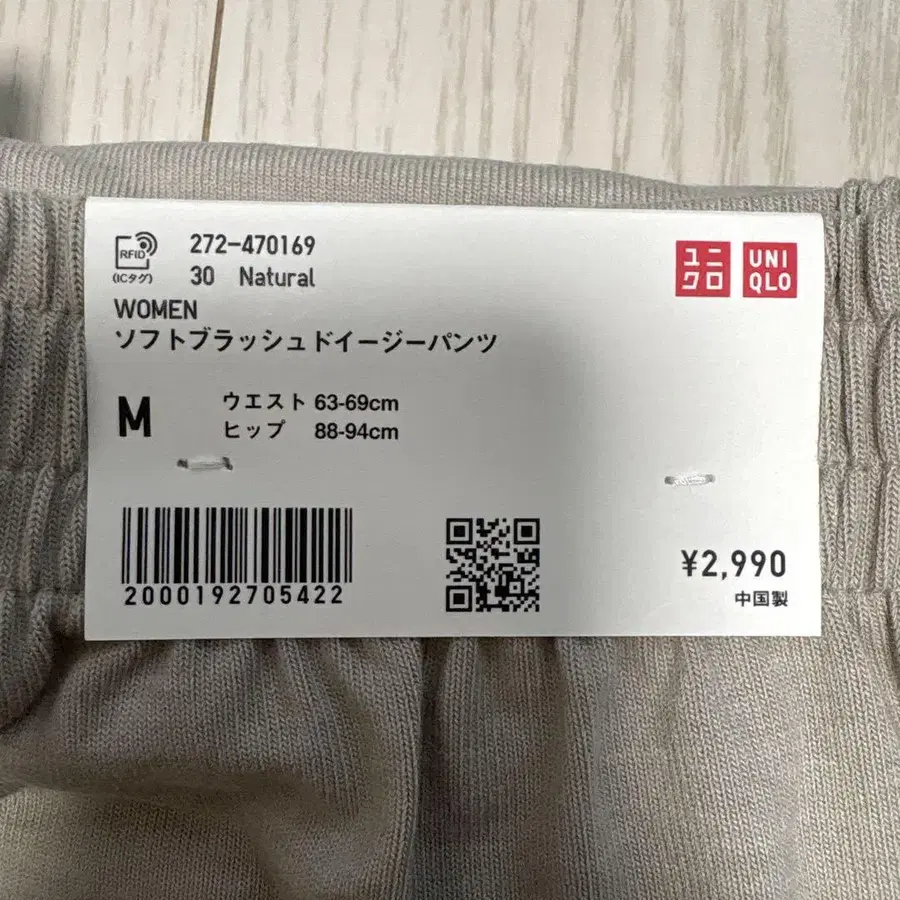 RFID
(ICタグ)
272-470169
30 Natural
ユニ
クロ
UNI
QLO
WOMEN
ソフトブラッシュドイージーパンツ
M
ウエスト 63-69cm
ヒップ 88-94cm
2000192705422
¥2,990
中国製